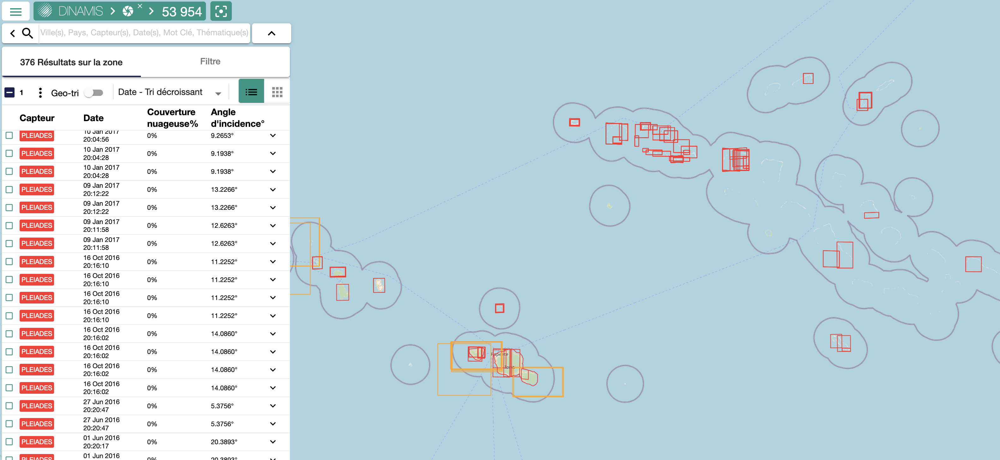 DINAMIS 53 954
Ville(s), Pays, Capteur(s), Date(s), Mot Clé, Thématique(s)
376 Résultats sur la zone
Filtre
1
Geo-tri
Date - Tri décroissant
Capteur
Date
Couverture
nuageuse%
Angle
d'incidence°
PLEIADES 10 Jan 2017
20:04:56 0% 9.2653°
PLEIADES 10 Jan 2017
20:04:28 0% 9.1938°
PLEIADES 10 Jan 2017
20:04:28 0% 9.1938°
PLEIADES 09 Jan 2017
20:12:22 0% 13.2266°
PLEIADES 09 Jan 2017
20:12:22 0% 13.2266°
PLEIADES 09 Jan 2017
20:11:58 0% 12.6263°
PLEIADES 09 Jan 2017
20:11:58 0% 12.6263°
PLEIADES 16 Oct 2016
20:16:10 0% 11.2252°
PLEIADES 16 Oct 2016
20:16:10 0% 11.2252°
PLEIADES 16 Oct 2016
20:16:10 0% 11.2252°
PLEIADES 16 Oct 2016
20:16:10 0% 11.2252°
PLEIADES 16 Oct 2016
20:16:02 0% 14.0860°
PLEIADES 16 Oct 2016
20:16:02 0% 14.0860°
PLEIADES 16 Oct 2016
20:16:02 0% 14.0860°
PLEIADES 16 Oct 2016
20:16:02 0% 14.0860°
PLEIADES 27 Jun 2016
20:20:47 0% 5.3756°
PLEIADES 27 Jun 2016
20:20:47 0% 5.3756°
PLEIADES 01 Jun 2016
20:20:17 0% 20.3893°
PLEIADES 01 Jun 2016
0% 20.3893°
Papeete
Tahiti